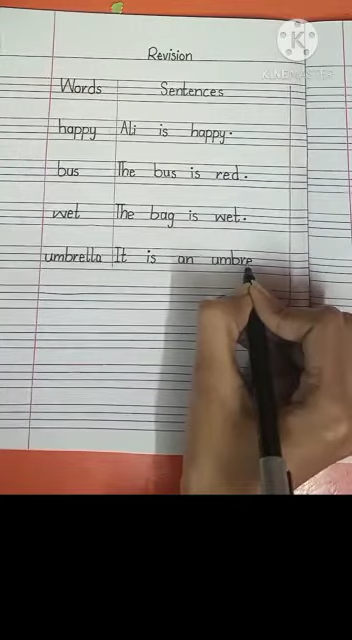 K
KINEMASTER
Revision
Words Sentences
happy Ali is happy.
bus The bus is red.
wet The bag is wet.
umbrella It is an umbre